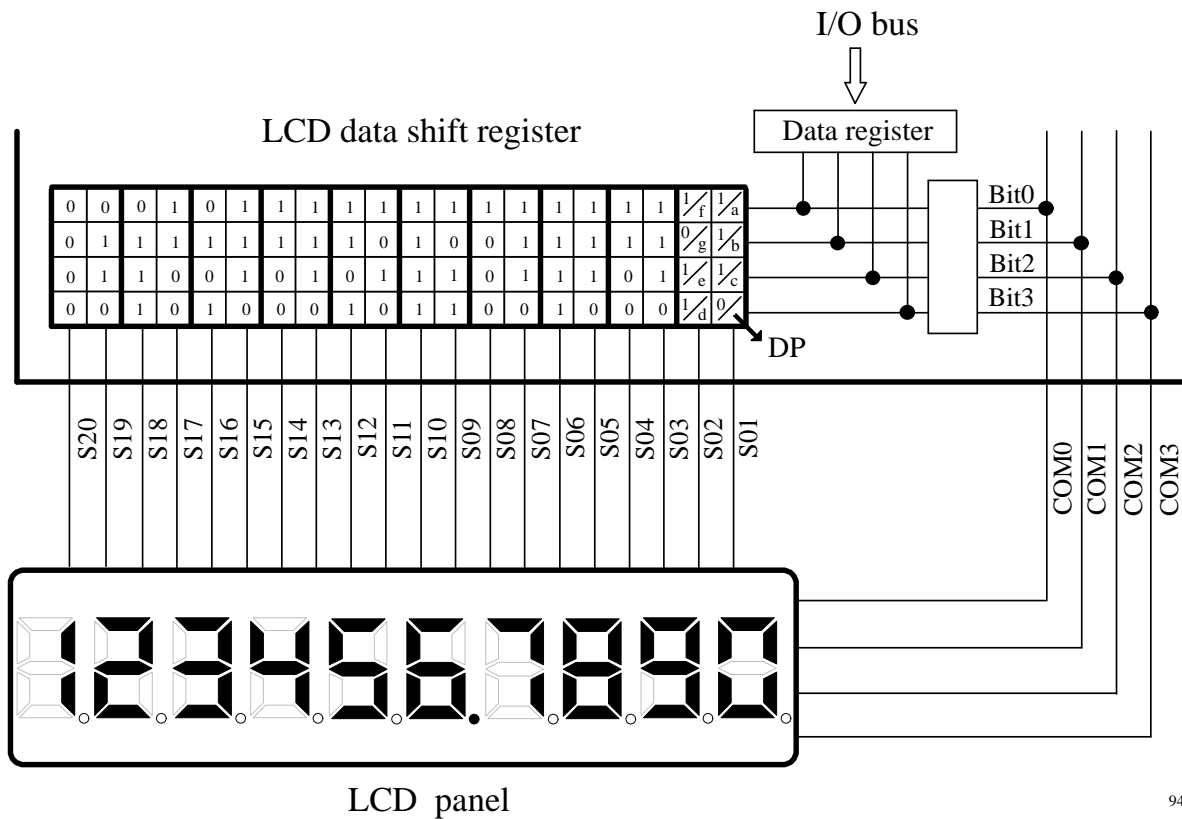 I/O bus
LCD data shift register
Data register
0 0 0 1 0 1 1 1 1 1 1 1 1 1 1 1 1 1 1/f 1/a
0 1 1 1 1 1 1 1 1 0 1 0 0 1 1 1 1 1 0/g 1/b
0 1 1 0 0 1 0 1 0 1 1 1 0 1 1 1 0 1 1/e 1/c
0 0 1 0 1 0 0 0 1 0 1 1 0 0 1 0 0 0 1/d 0/
Bit0
Bit1
Bit2
Bit3
DP
S20 S19 S18 S17 S16 S15 S14 S13 S12 S11 S10 S09 S08 S07 S06 S05 S04 S03 S02 S01
COM0 COM1 COM2 COM3
123456.7890
LCD panel
94